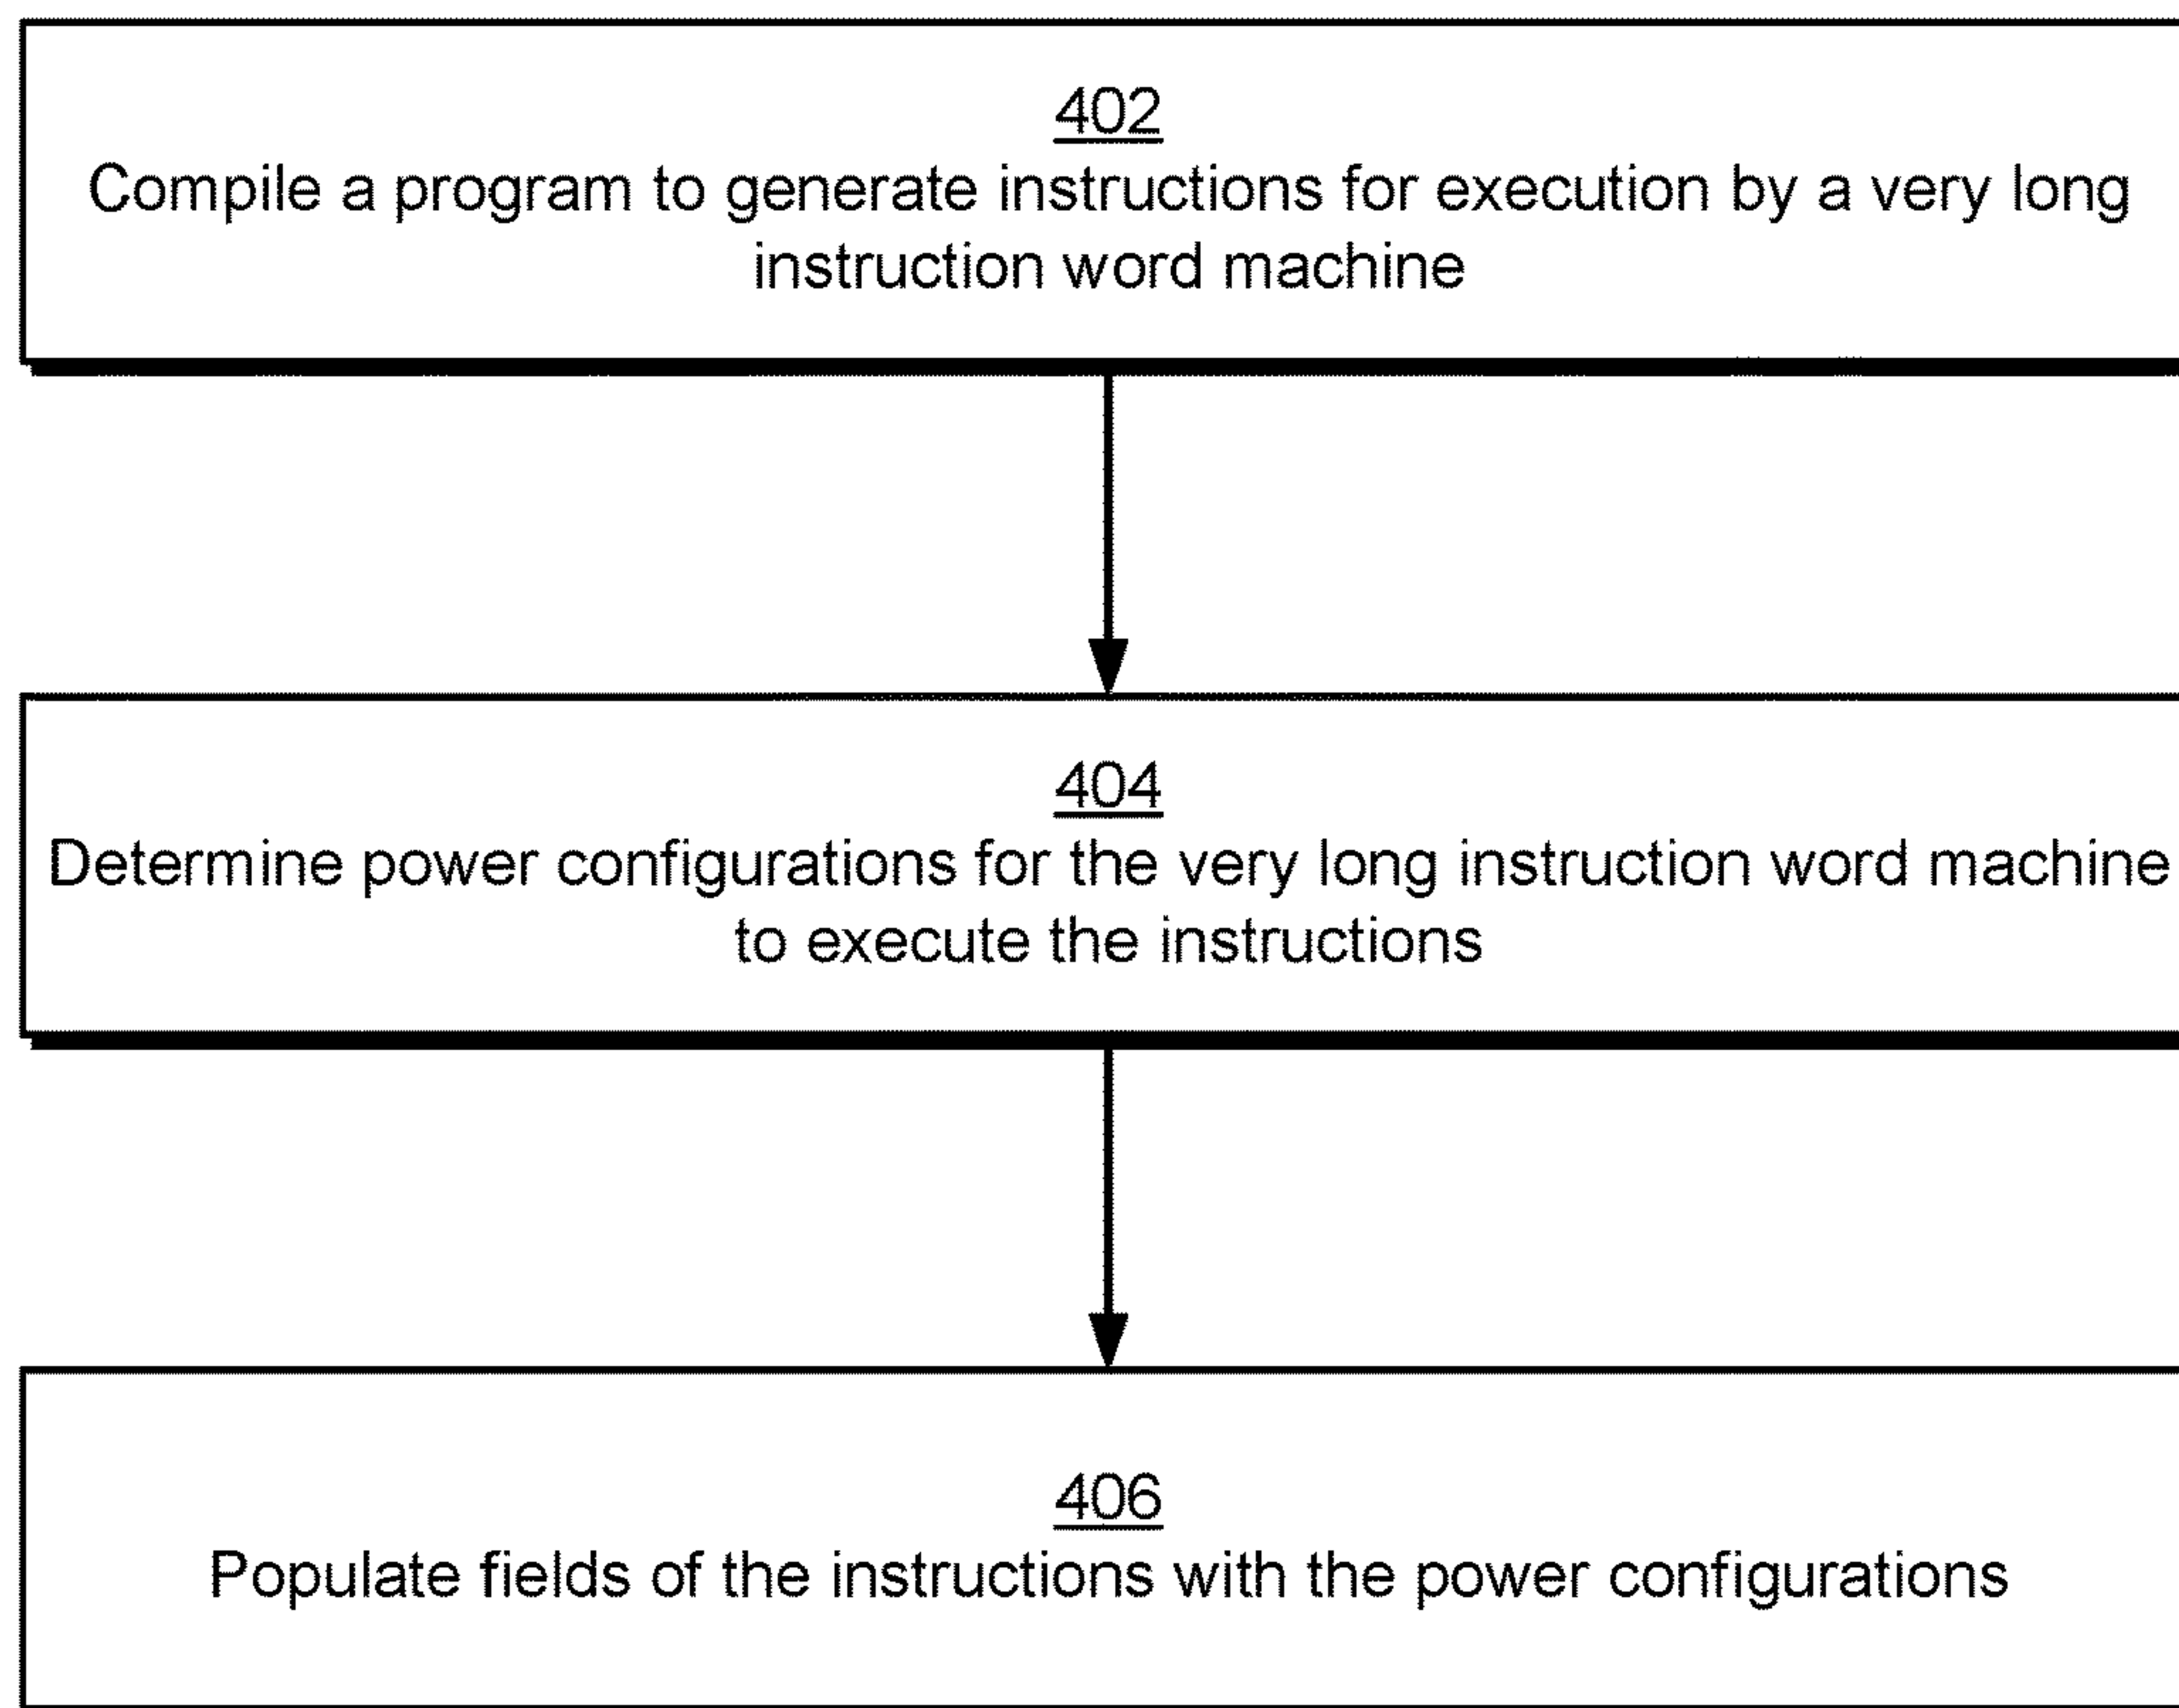 402
Compile a program to generate instructions for execution by a very long
instruction word machine
404
Determine power configurations for the very long instruction word machine
to execute the instructions
406
Populate fields of the instructions with the power configurations